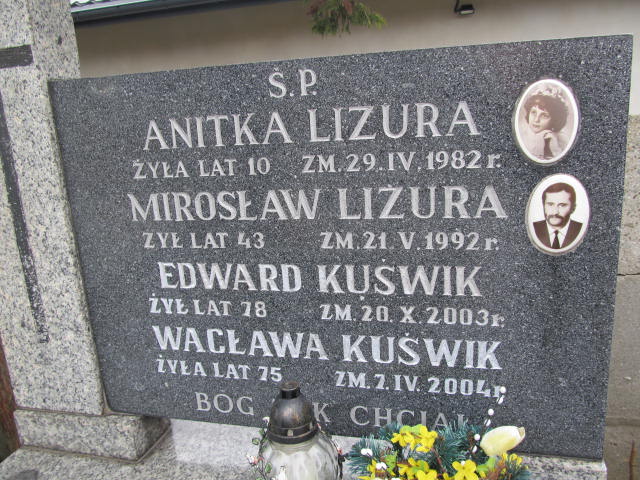 Ś.P.
ANITKA LIZURA
ŻYŁA LAT 10 ZM. 29.IV.1982 r.
MIROSŁAW LIZURA
ŻYŁ LAT 43 ZM. 21.V.1992 r.
EDWARD KUŚWIK
ŻYŁ LAT 78 ZM. 20.X.2003 r.
WACŁAWA KUŚWIK
ŻYŁA LAT 75 ZM. 7.IV.2004 r.
BÓG CHCIAŁ